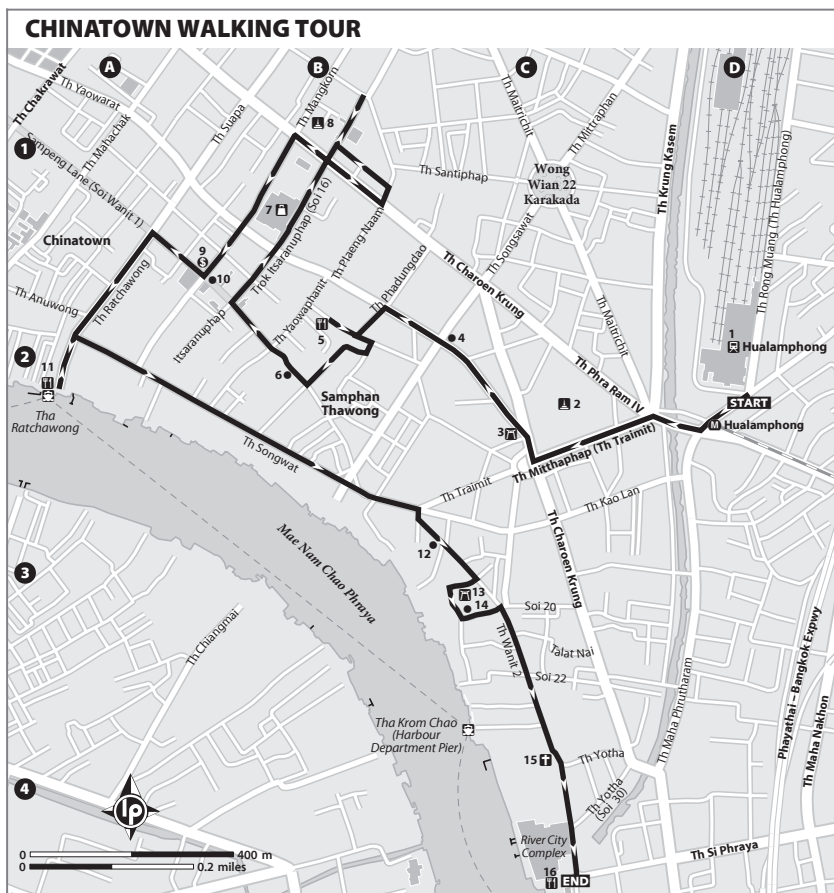 CHINATOWN WALKING TOUR
A
B
C
D
Th Chakrawat
Th Yaowarat
Th Mahachak
Th Suapa
Th Mangkorn
8
Th Maitrichit
Th Mittraphan
Th Krung Kasem
Th Rong Muang (Th Hualamphong)
1
Sampeng Lane (Soi Wanit 1)
Th Santiphap
Wong
Wian 22
Karakada
7
Trok Itsaranuphap (Soi 16)
Th Plaeng Naam
Th Songsawat
Chinatown
9
10
Th Charoen Krung
Th Phadungdao
Th Ratchawong
Th Anuwong
Itsaranuphap
Th Yaowaphanit
5
4
Th Maitrichit
1
Hualamphong
2
11
6
Samphan
Thawong
Th Phra Ram IV
2
START
Tha
Ratchawong
3
M
Hualamphong
Th Mitthaphap (Th Traimit)
Th Songwat
Th Traimit
Th Kao Lan
Mae Nam Chao Phraya
12
Th Charoen Krung
3
13
14
Soi 20
Th Chiangmai
Th Wanit 2
Talat Nai
Soi 22
Th Maha Phrutharam
Phayathai – Bangkok Expwy
Th Maha Nakhon
Tha Krom Chao
(Harbour
Department Pier)
15
Th Yotha
4
lp
Th Yotha
(Soi 30)
0
400 m
0
0.2 miles
River City
Complex
Th Si Phraya
16
END